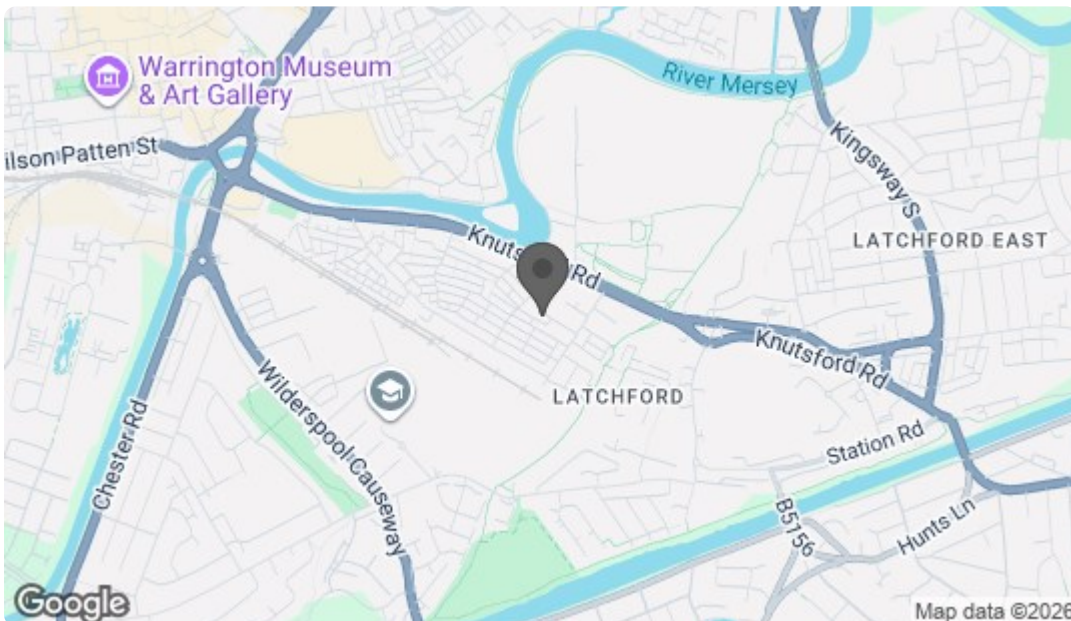 Warrington Museum
& Art Gallery
ilson Patten St
River Mersey
Kingsway S
LATCHFORD EAST
Knutsford Rd
Knutsford Rd
LATCHFORD
Wilderspool Causeway
Chester Rd
Station Rd
B5156
Hunts Ln
Google
Map data ©2026